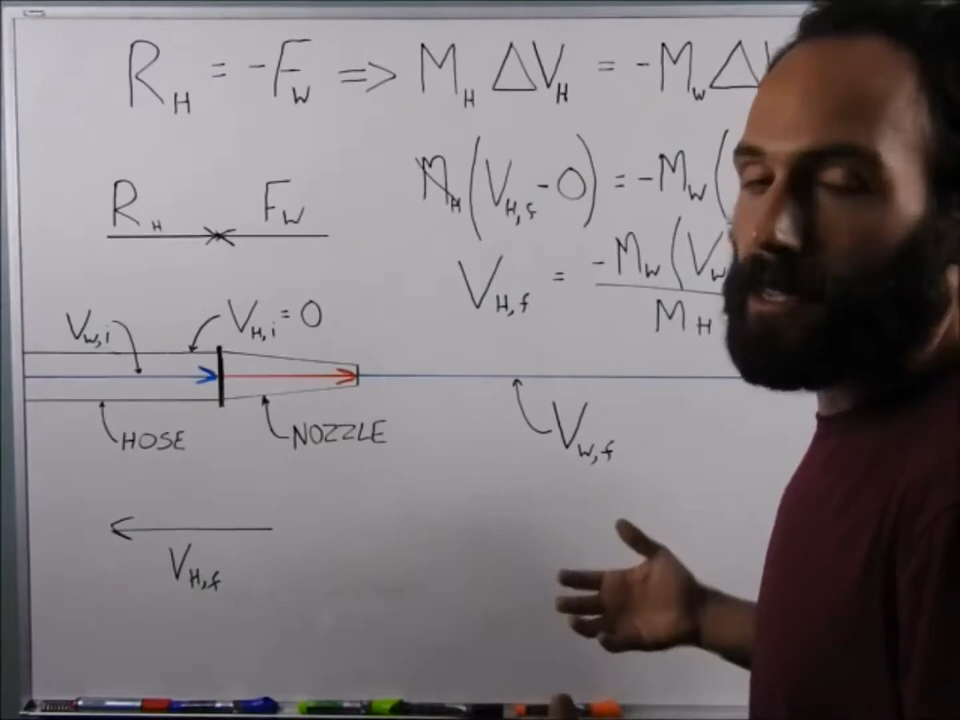 R_H = -F_W => M_H ΔV_H = -M_W Δ
M_H (V_H,f - 0) = -M_W (
R_H F_W
V_H,f = -M_W (V_W
M_H
V_W,i V_H,i = 0
HOSE NOZZLE V_W,f
V_H,f